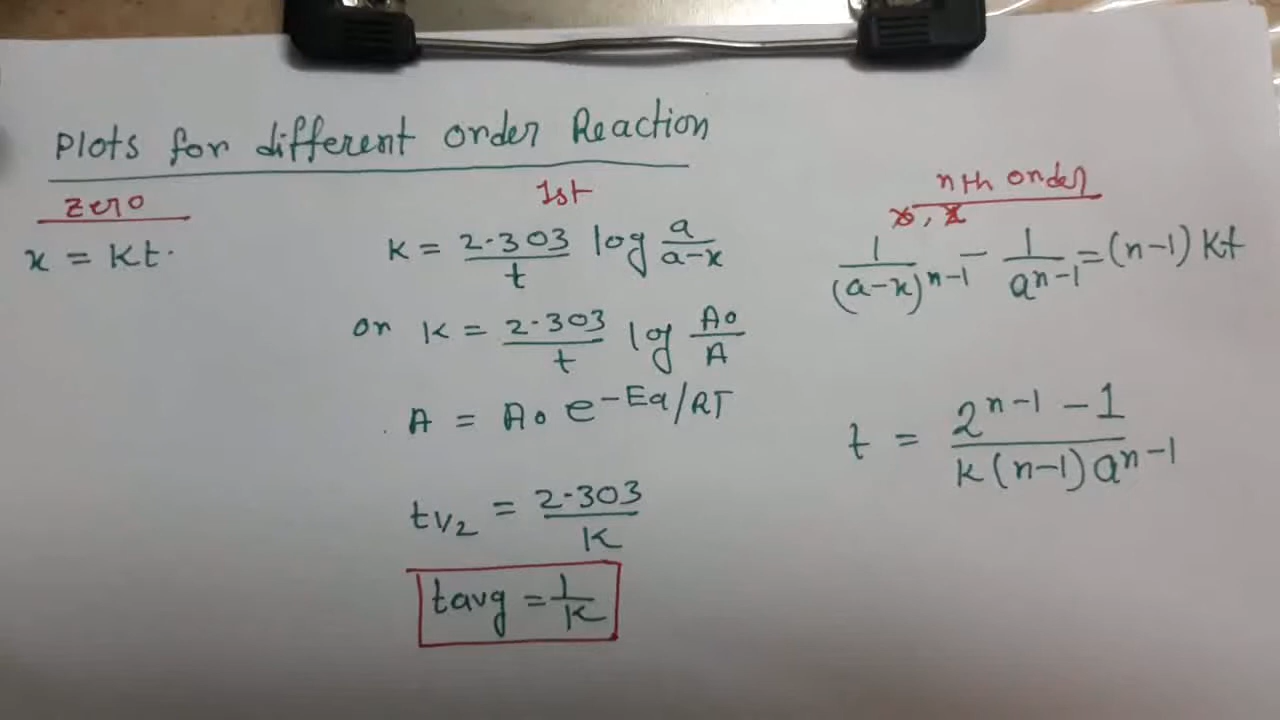 Plots for different order Reaction
zero
x = Kt.
1st
K = 2.303/t log a/a-x
or K = 2.303/t log A0/A
A = A0 e^-Ea/RT
t1/2 = 2.303/K
tavg = 1/K
nth order
1/(a-x)^n-1 - 1/a^n-1 = (n-1) Kt
t = 2^n-1 - 1/K(n-1)a^n-1